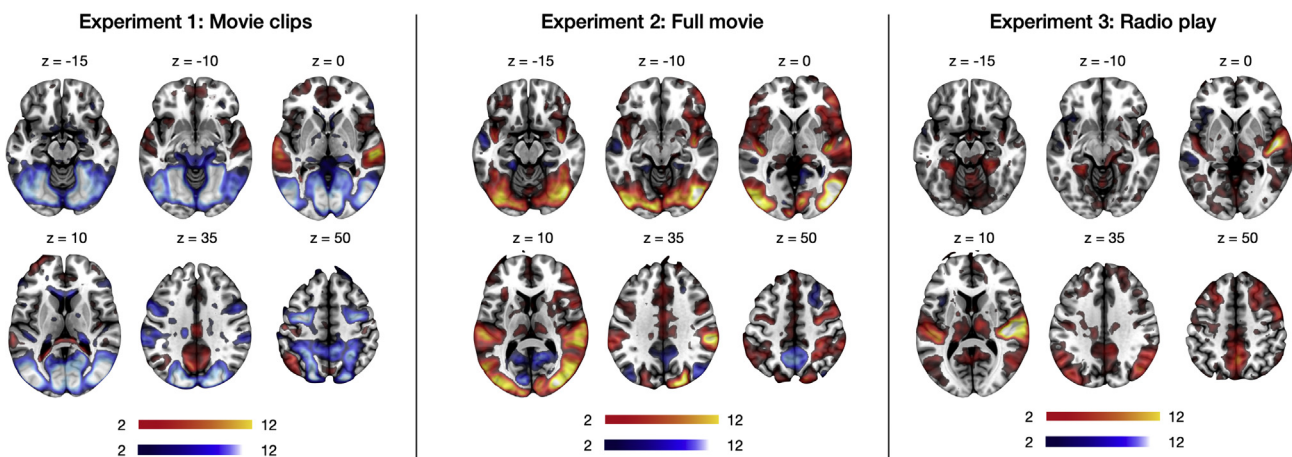 Experiment 1: Movie clips
z = -15
z = -10
z = 0
z = 10
z = 35
z = 50
2 12
2 12
Experiment 2: Full movie
z = -15
z = -10
z = 0
z = 10
z = 35
z = 50
2 12
2 12
Experiment 3: Radio play
z = -15
z = -10
z = 0
z = 10
z = 35
z = 50
2 12
2 12